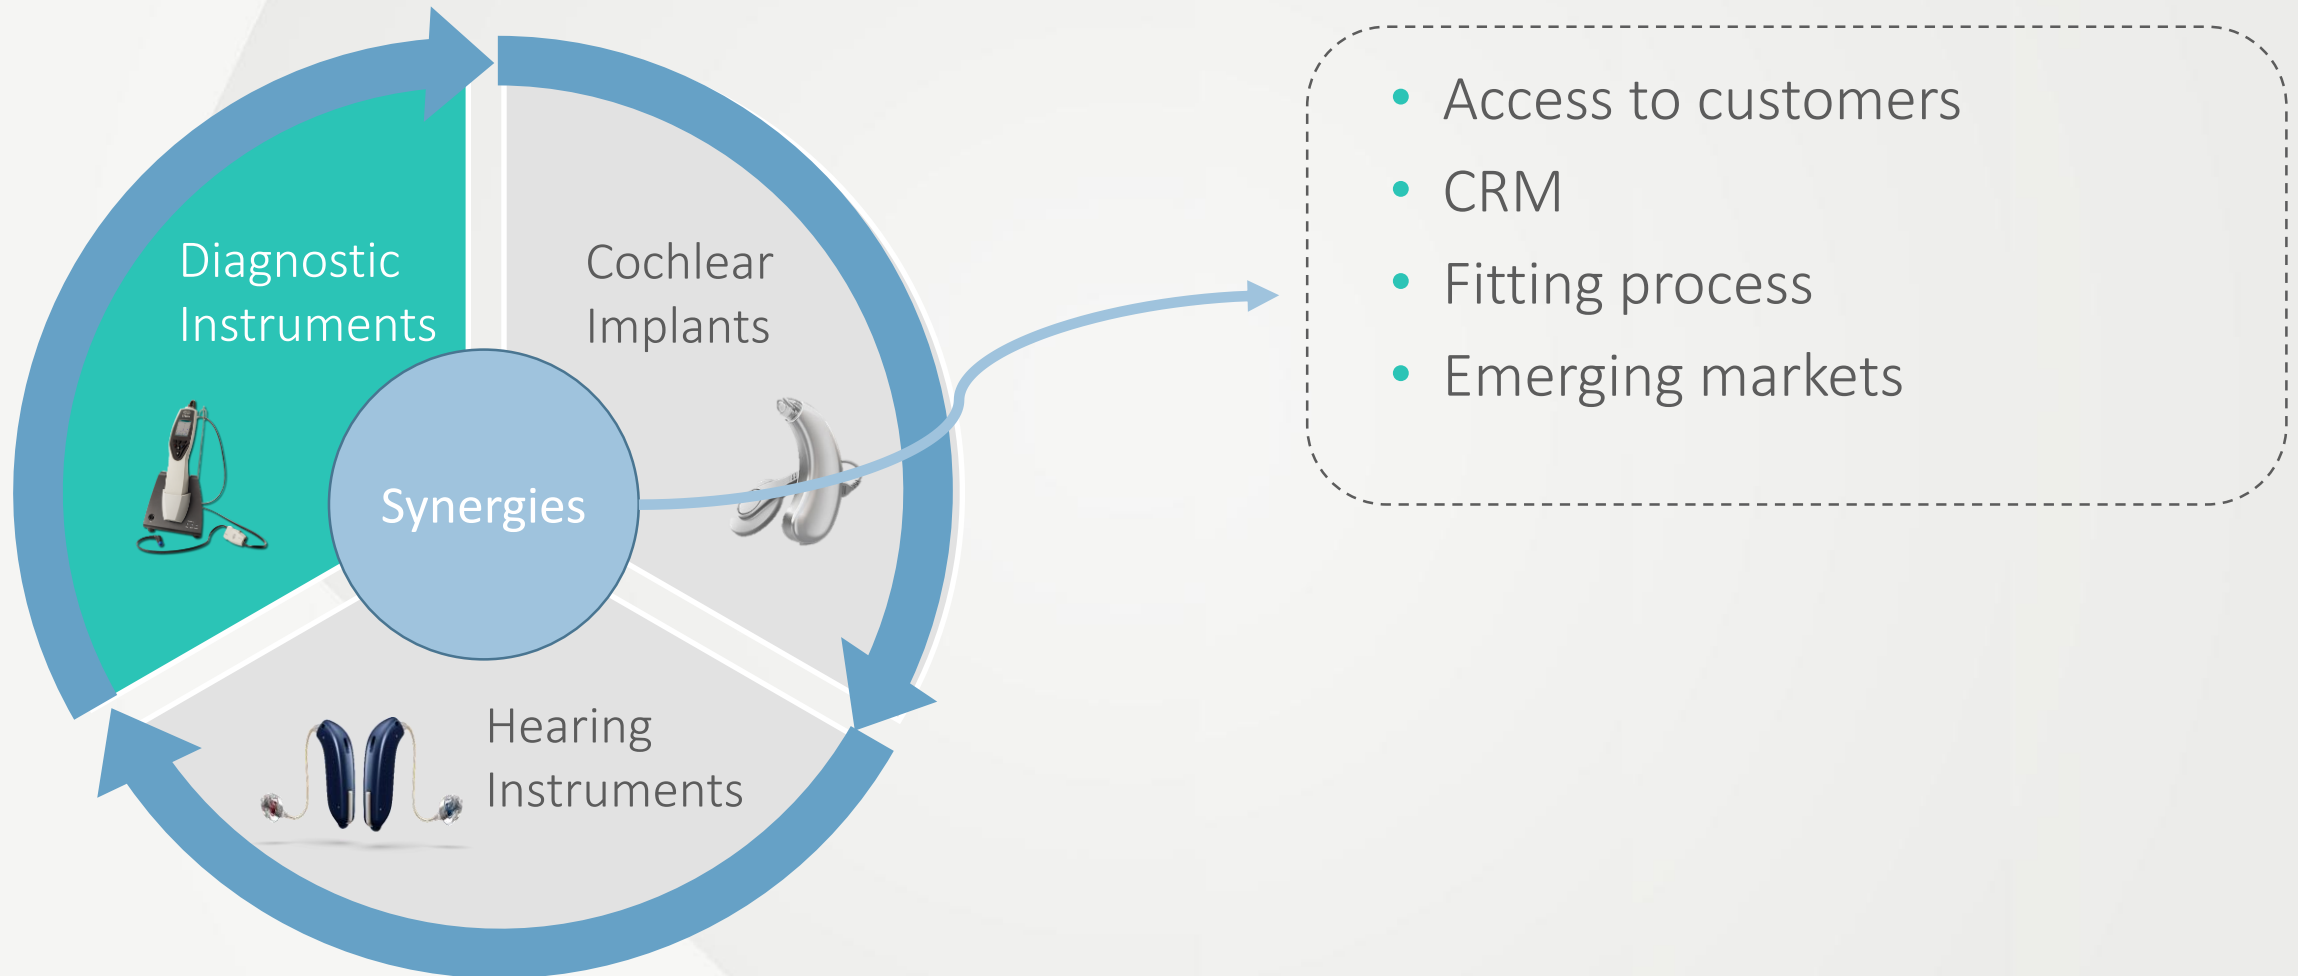 Diagnostic
Instruments
Cochlear
Implants
Synergies
Hearing
Instruments
• Access to customers
• CRM
• Fitting process
• Emerging markets